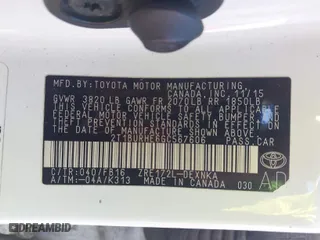 MFD.BY:TOYOTA MOTOR MANUFACTURING
CANADA, INC. 11/15
GVWR 3820 LB GAWR FR 2020LB RR 1850LB
THIS VEHICLE CONFORMS TO ALL APPLICABLE
FEDERAL MOTOR VEHICLE SAFETY, BUMPER, AND
THEFT PREVENTION STANDARDS IN EFFECT ON THE
DATE OF MANUFACTURE SHOWN ABOVE.
PASS.CAR
C/TR:040/FB16 ZRE172L-DEXNKA
A/TM:-04A/K313 MADE IN CANADA 030
TOYOTA